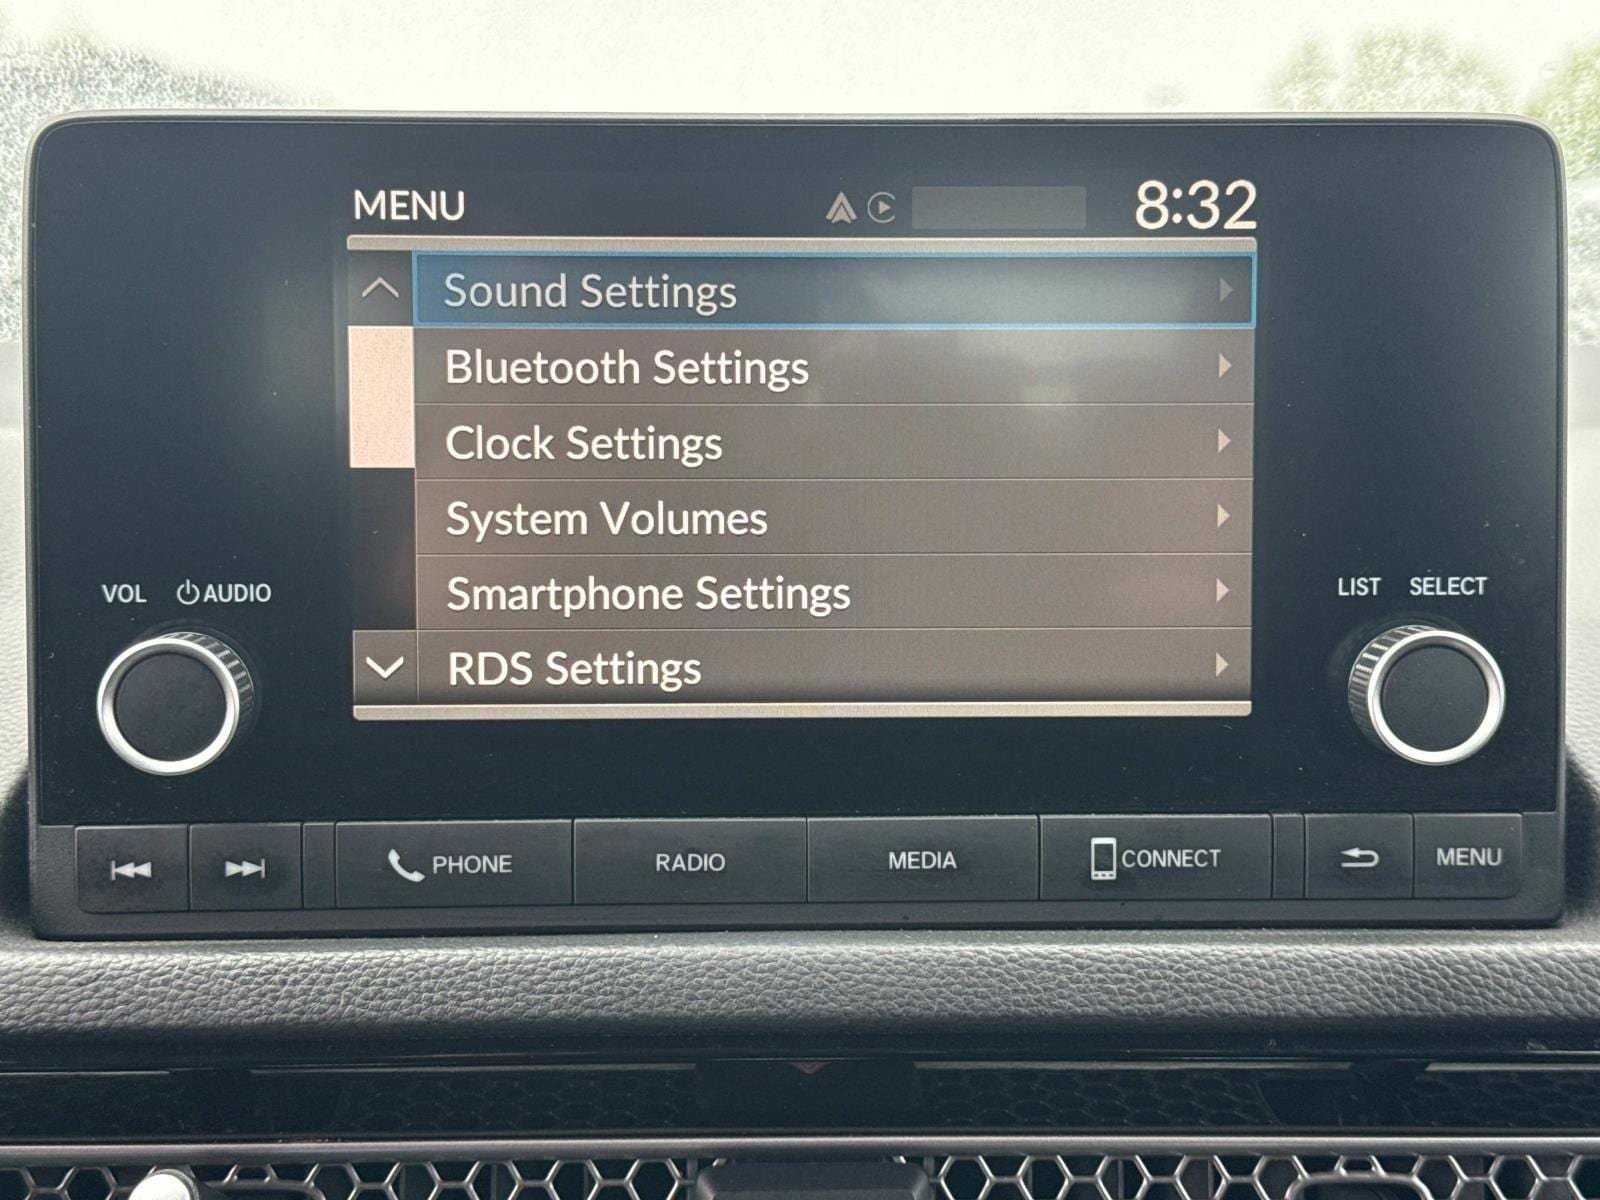 MENU 8:32
Sound Settings
Bluetooth Settings
Clock Settings
System Volumes
Smartphone Settings
RDS Settings
VOL AUDIO
LIST SELECT
PHONE RADIO MEDIA CONNECT MENU